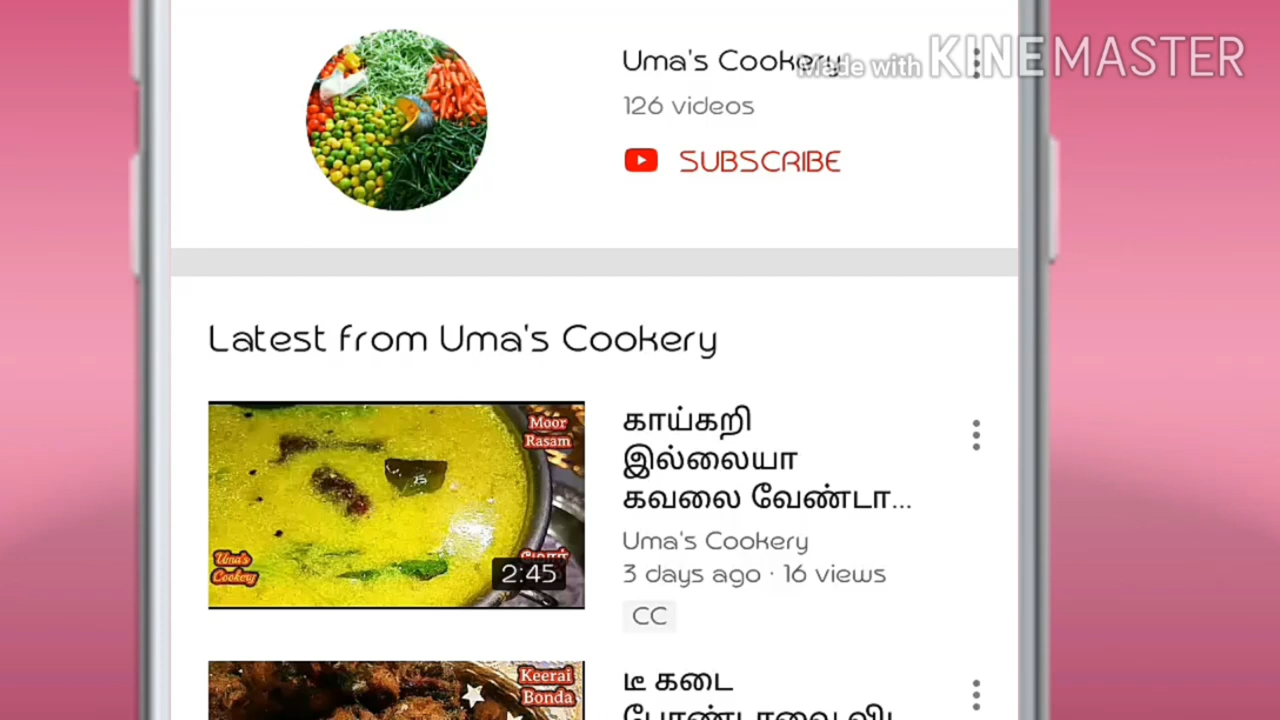 Uma's Cookery
Made with KINEMASTER
126 videos
SUBSCRIBE
Latest from Uma's Cookery
Moor
Rasam
Uma's
Cookery
மோர்
2:45
காய்கறி
இல்லையா
கவலை வேண்டா...
Uma's Cookery
3 days ago · 16 views
CC
Keerai
Bonda
டீ கடை